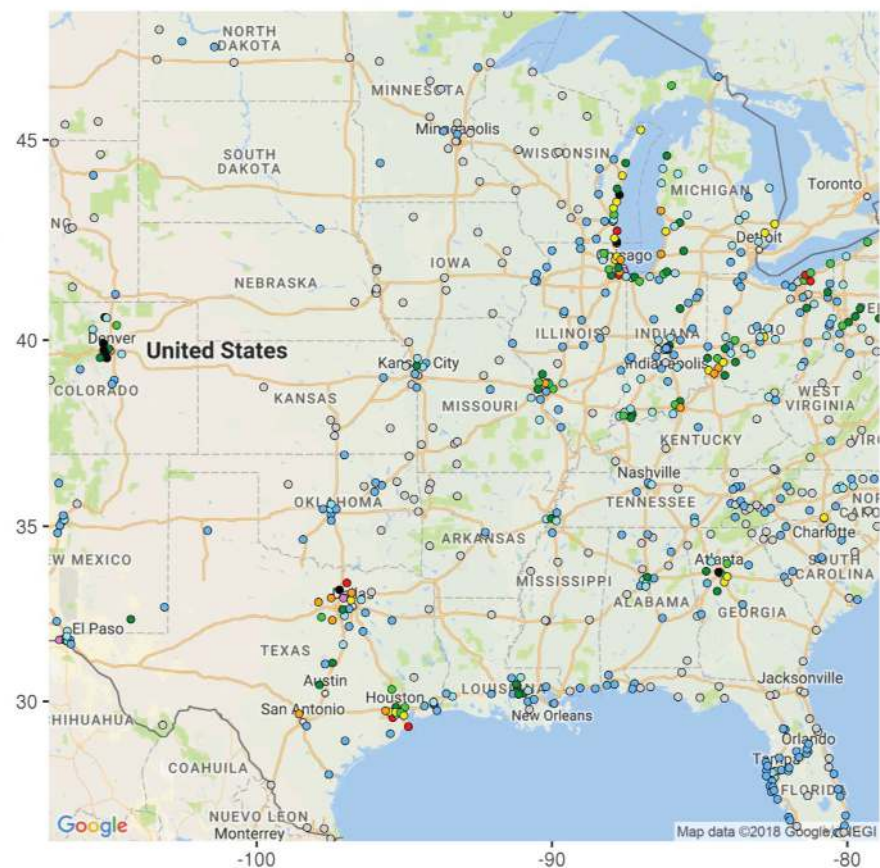 NORTH
DAKOTA
MINNESOTA
45
Minneapolis
WISCONSIN
SOUTH
DAKOTA
MICHIGAN
Toronto
Detroit
IOWA
NEBRASKA
ILLINOIS
INDIANA
40
Denver
United States
Kansas City
Indianapolis
COLORADO
KANSAS
MISSOURI
WEST
VIRGINIA
KENTUCKY
Nashville
OKLAHOMA
TENNESSEE
35
ARKANSAS
Charlotte
EW MEXICO
Atlanta
SOUTH
CAROLINA
MISSISSIPPI
ALABAMA
GEORGIA
El Paso
TEXAS
Austin
Houston
LOUISIANA
Jacksonville
30
San Antonio
New Orleans
HIHUAHUA
Orlando
Tampa
COAHUILA
FLORIDA
NUEVO LEON
Monterrey
Google
Map data ©2018 Google, INEGI
-100
-90
-80